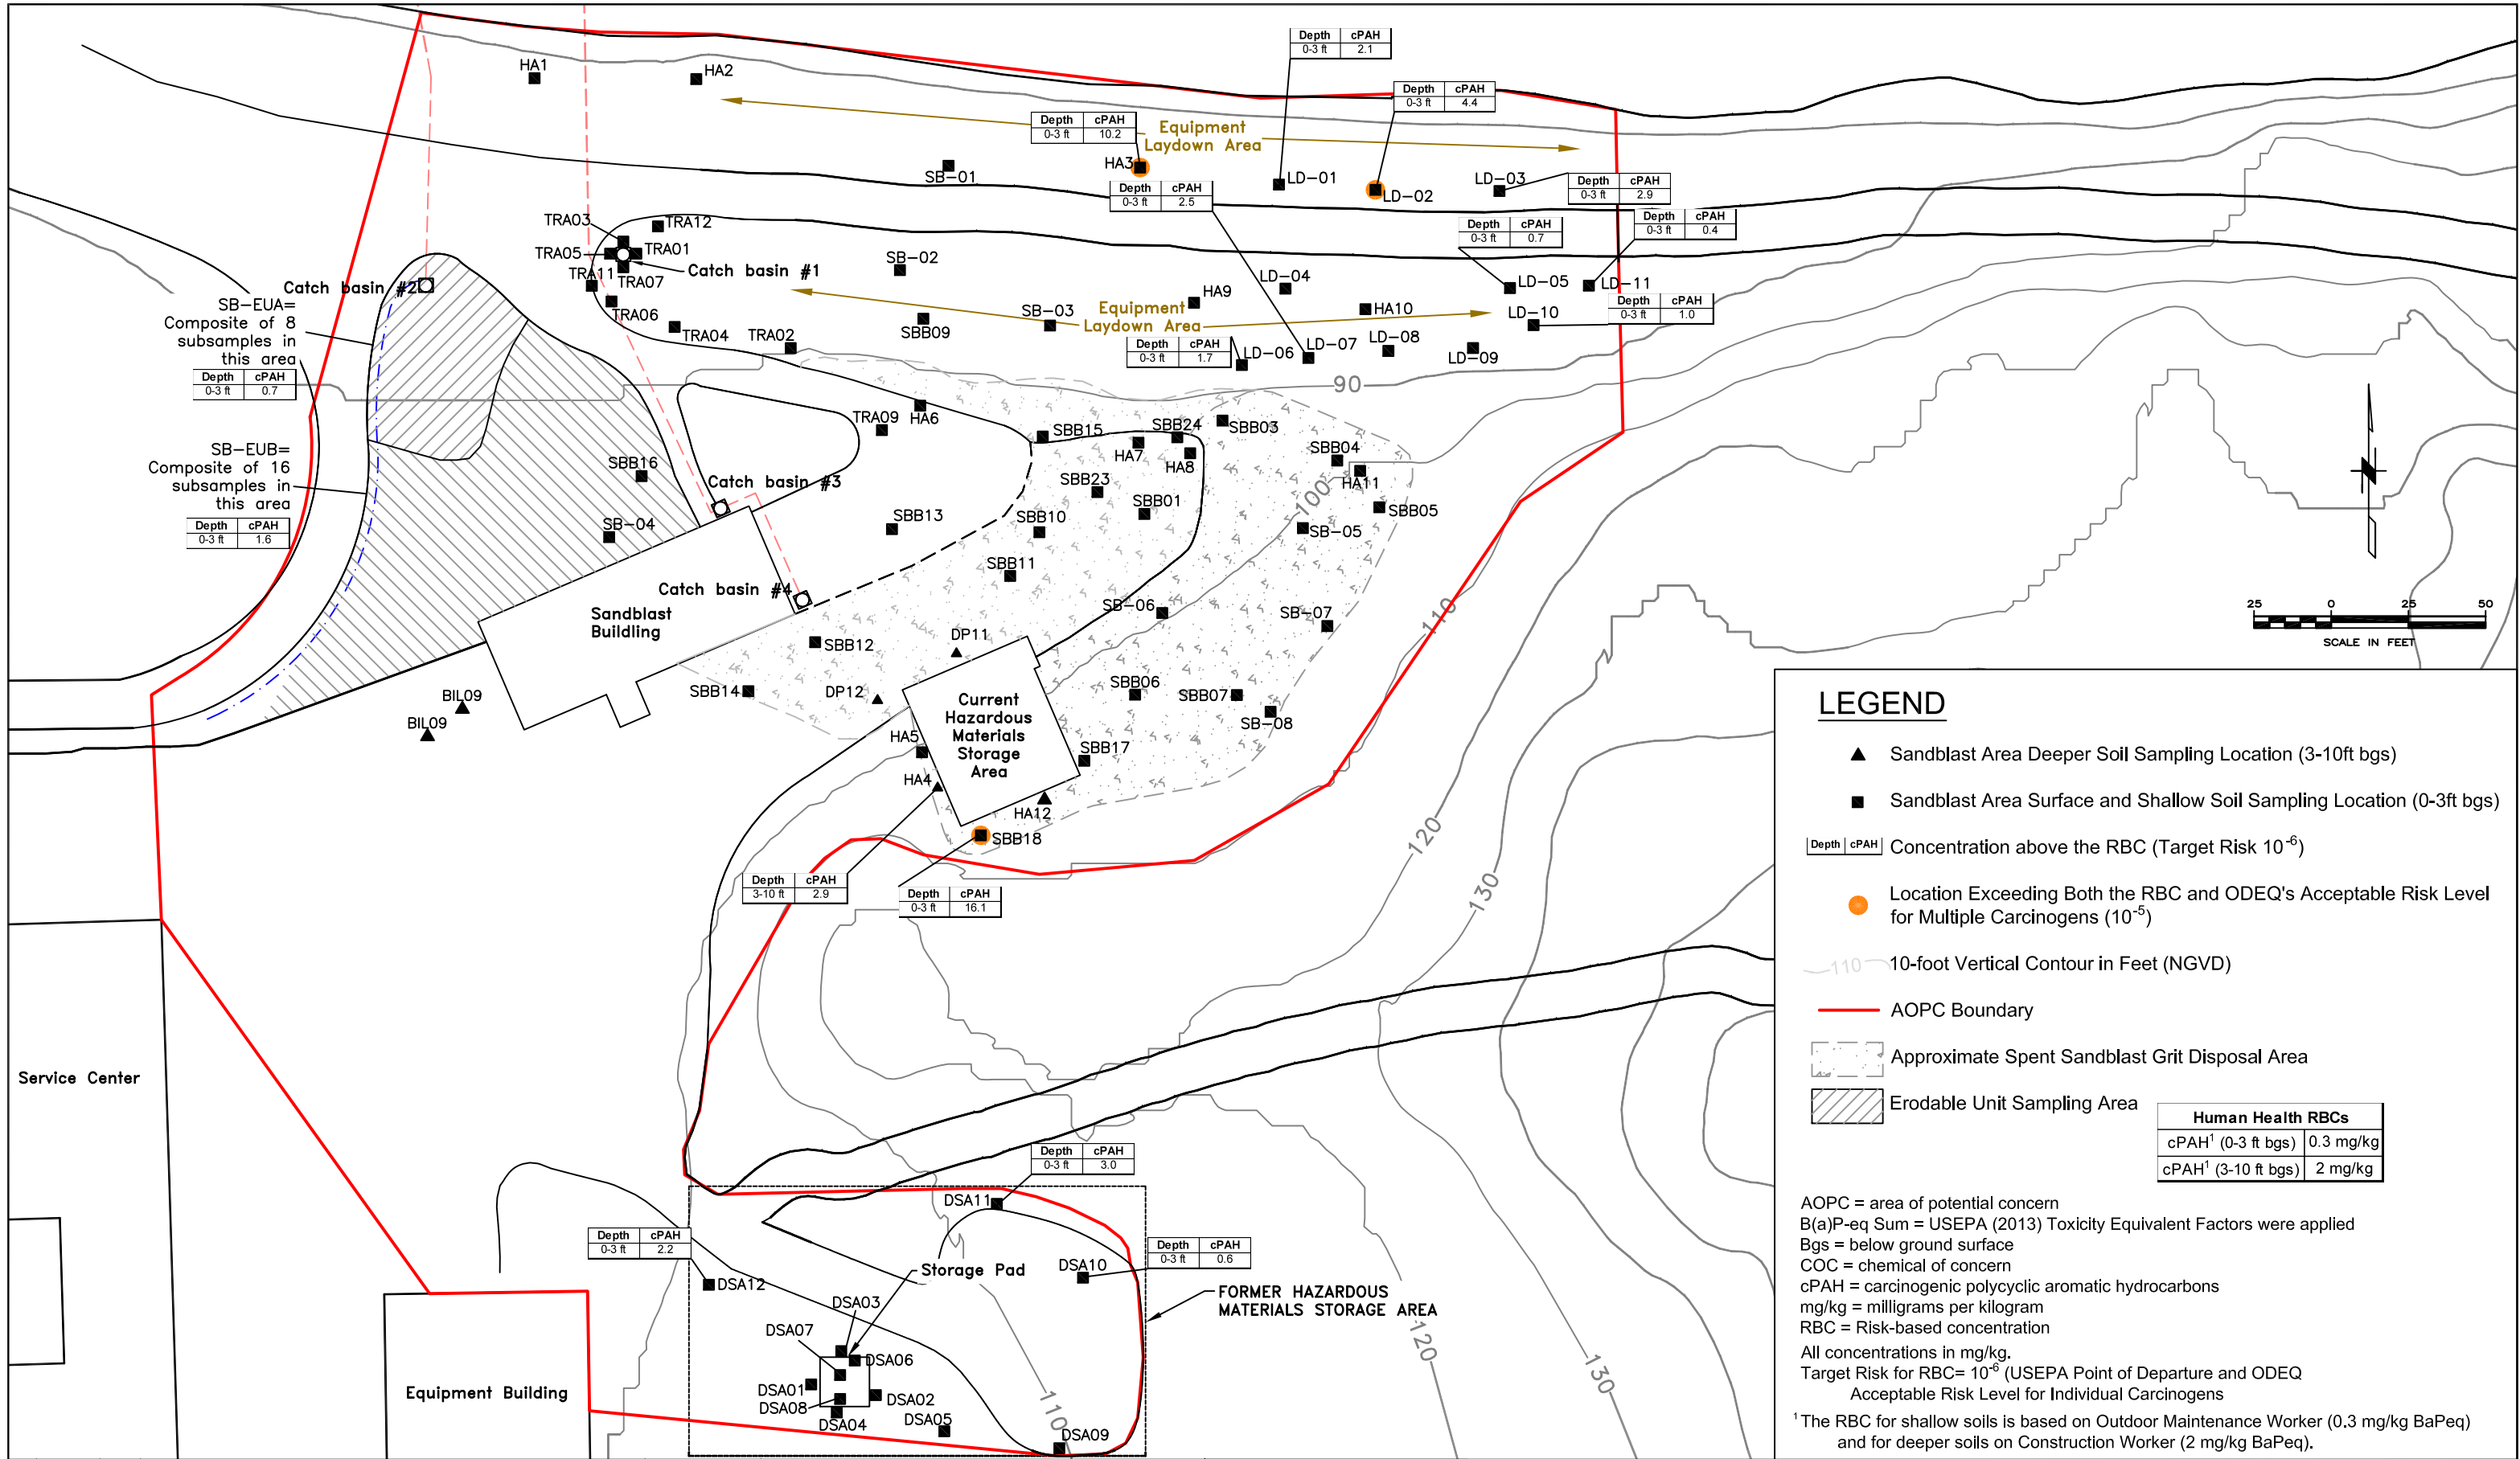 Depth cPAH
0-3 ft 2.1
HA1
HA2
Depth cPAH
0-3 ft 4.4
Depth cPAH
0-3 ft 10.2
Equipment
Laydown Area
HA3
SB-01
LD-01
LD-02
LD-03
Depth cPAH
0-3 ft 2.9
Depth cPAH
0-3 ft 2.5
Depth cPAH
0-3 ft 0.4
Depth cPAH
0-3 ft 0.7
TRA03
TRA12
TRA05
TRA01
TRA11
TRA07
Catch basin #1
SB-02
LD-04
LD-05
LD-11
Catch basin #2
TRA06
HA9
HA10
Depth cPAH
0-3 ft 1.0
SB-EUA=
Composite of 8
subsamples in
this area
Depth cPAH
0-3 ft 0.7
TRA04
TRA02
SBB09
SB-03
Equipment
Laydown Area
LD-10
Depth cPAH
0-3 ft 1.7
LD-06
LD-07
LD-08
LD-09
90
HA6
TRA09
SBB15
SBB24
SBB03
HA7
HA8
SBB04
HA11
SB-EUB=
Composite of 16
subsamples in
this area
Depth cPAH
0-3 ft 1.6
SBB16
Catch basin #3
SBB23
SBB01
100
SBB05
SB-04
SBB13
SBB10
SB-05
SBB11
Catch basin #4
Sandblast
Building
SB-06
SB-07
110
25 0 25 50
SCALE IN FEET
SBB12
DP11
SBB14
DP12
BIL09
BIL09
Current
Hazardous
Materials
Storage
Area
SBB06
SBB07
SB-08
HA5
SBB17
HA4
HA12
SBB18
120
130
Depth cPAH
3-10 ft 2.9
Depth cPAH
0-3 ft 16.1
Service Center
Depth cPAH
0-3 ft 3.0
DSA11
Depth cPAH
0-3 ft 2.2
DSA12
Storage Pad
DSA10
Depth cPAH
0-3 ft 0.6
FORMER HAZARDOUS
MATERIALS STORAGE AREA
DSA03
DSA07
DSA06
DSA01
DSA08
DSA02
DSA04
DSA05
DSA09
110
120
130
Equipment Building
LEGEND
Sandblast Area Deeper Soil Sampling Location (3-10ft bgs)
Sandblast Area Surface and Shallow Soil Sampling Location (0-3ft bgs)
Depth cPAH Concentration above the RBC (Target Risk 10-6)
Location Exceeding Both the RBC and ODEQ's Acceptable Risk Level
for Multiple Carcinogens (10-5)
110 10-foot Vertical Contour in Feet (NGVD)
AOPC Boundary
Approximate Spent Sandblast Grit Disposal Area
Erodable Unit Sampling Area
Human Health RBCs
cPAH1 (0-3 ft bgs) 0.3 mg/kg
cPAH1 (3-10 ft bgs) 2 mg/kg
AOPC = area of potential concern
B(a)P-eq Sum = USEPA (2013) Toxicity Equivalent Factors were applied
Bgs = below ground surface
COC = chemical of concern
cPAH = carcinogenic polycyclic aromatic hydrocarbons
mg/kg = milligrams per kilogram
RBC = Risk-based concentration
All concentrations in mg/kg.
Target Risk for RBC= 10-6 (USEPA Point of Departure and ODEQ
Acceptable Risk Level for Individual Carcinogens
1 The RBC for shallow soils is based on Outdoor Maintenance Worker (0.3 mg/kg BaPeq)
and for deeper soils on Construction Worker (2 mg/kg BaPeq).